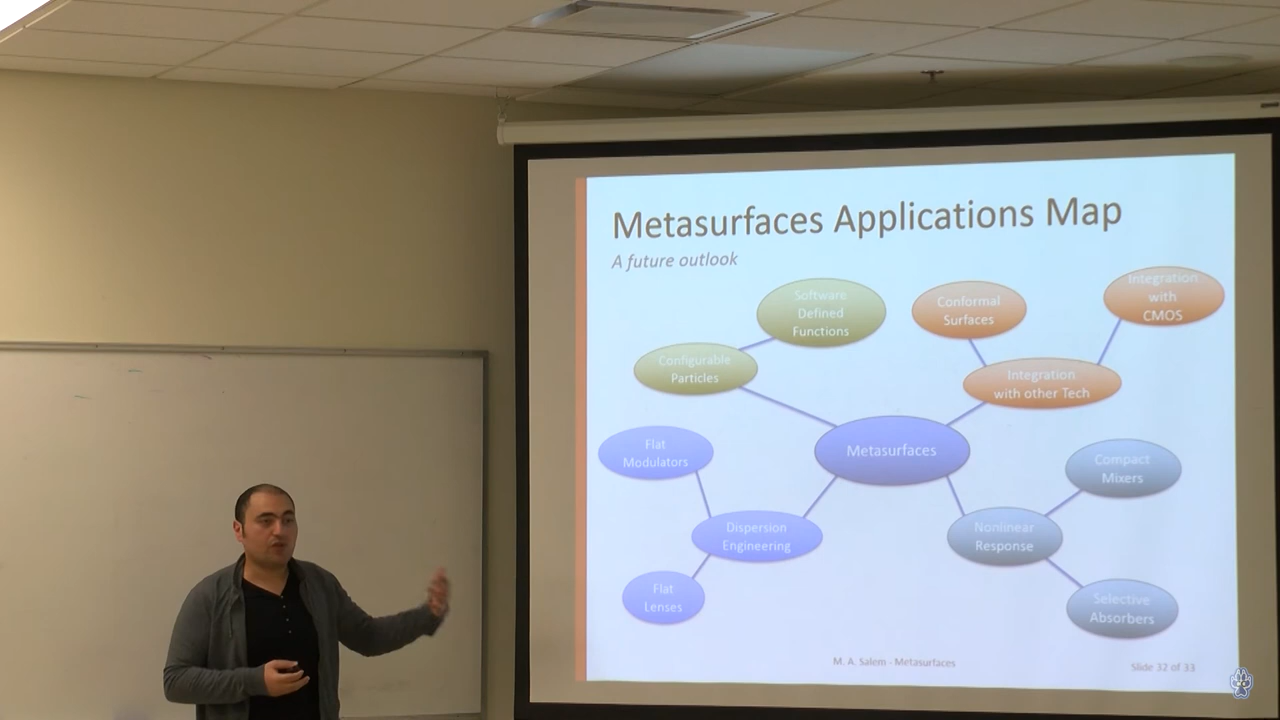 Metasurfaces Applications Map
A future outlook
Software
Defined
Functions
Conformal
Surfaces
Integration
with
CMOS
Configurable
Particles
Integration
with other Tech
Flat
Modulators
Metasurfaces
Compact
Mixers
Dispersion
Engineering
Nonlinear
Response
Flat
Lenses
Selective
Absorbers
M. A. Salem - Metasurfaces
Slide 32 of 33